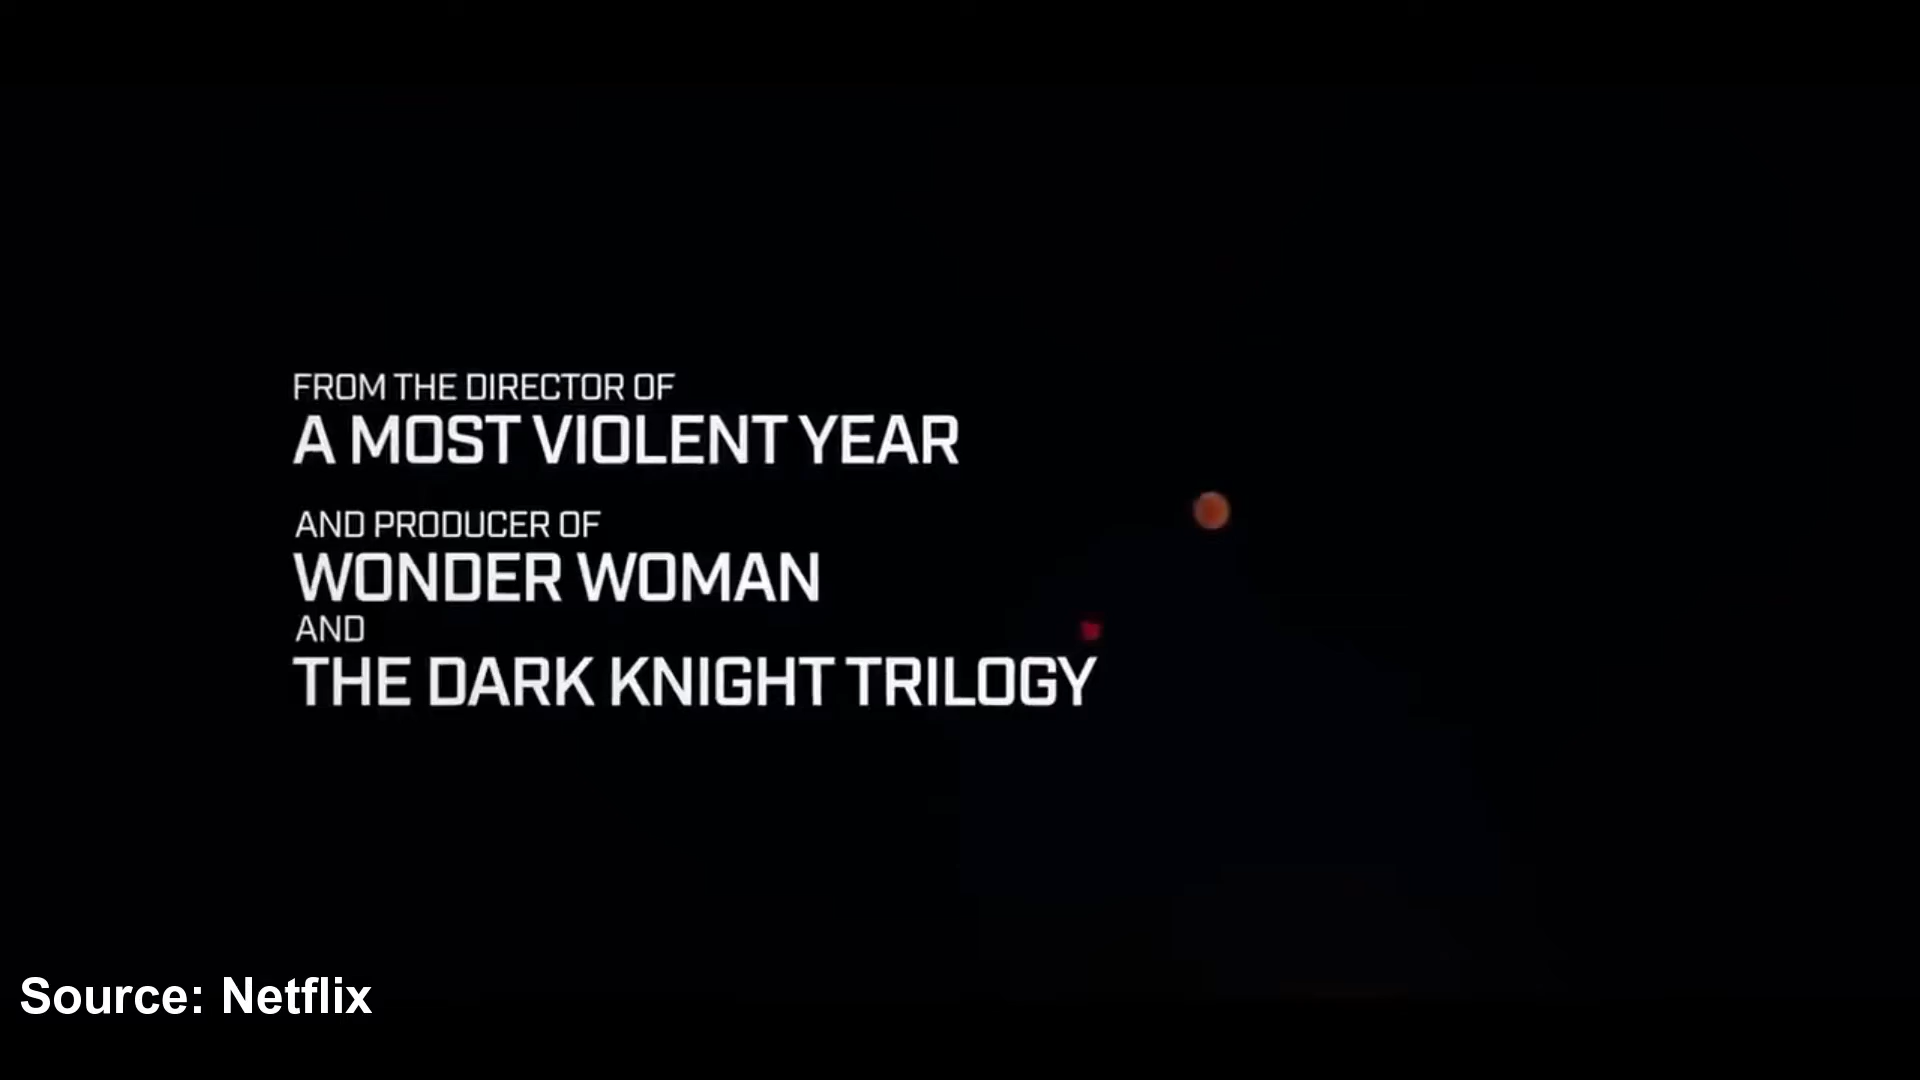 FROM THE DIRECTOR OF
A MOST VIOLENT YEAR
AND PRODUCER OF
WONDER WOMAN
AND
THE DARK KNIGHT TRILOGY
Source: Netflix